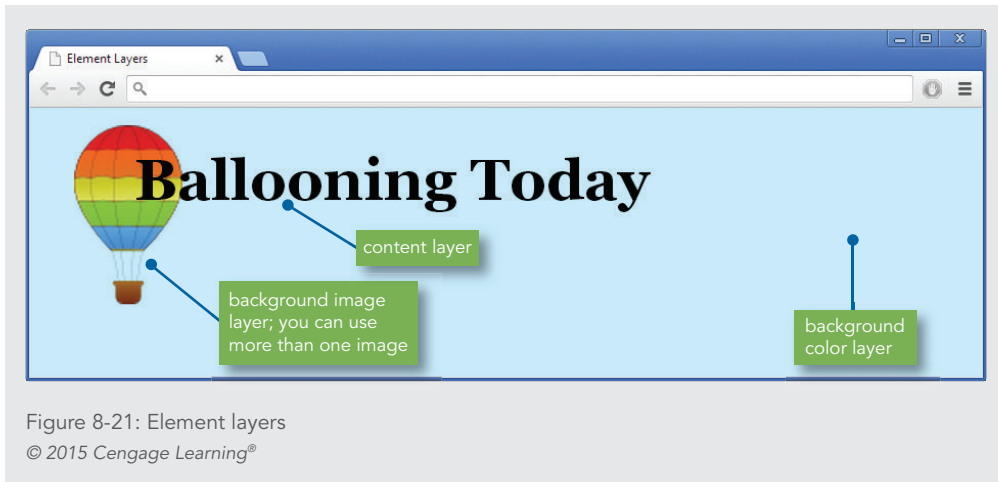 Element Layers
Ballooning Today
content layer
background image
layer; you can use
more than one image
background
color layer
Figure 8-21: Element layers
© 2015 Cengage Learning®